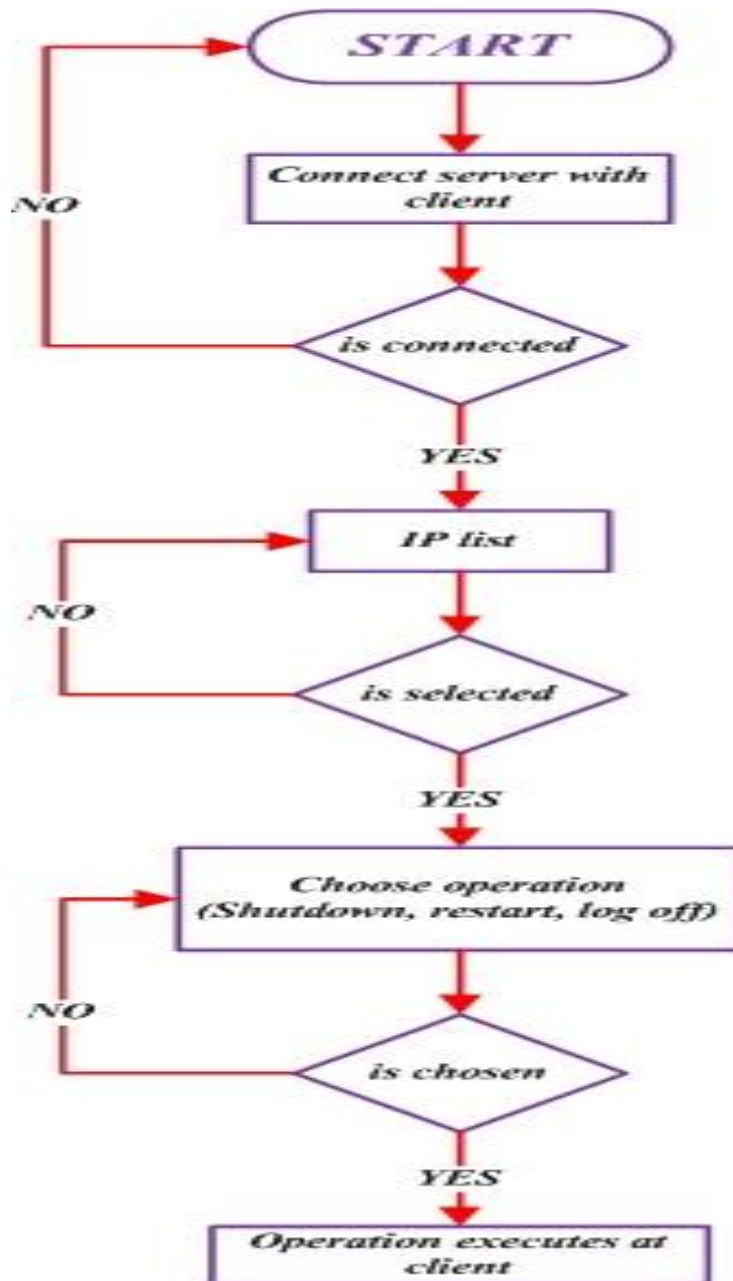 START
Connect server with
client
NO
is connected
YES
IP list
NO
is selected
YES
Choose operation
(Shutdown, restart, log off)
NO
is chosen
YES
Operation executes at
client